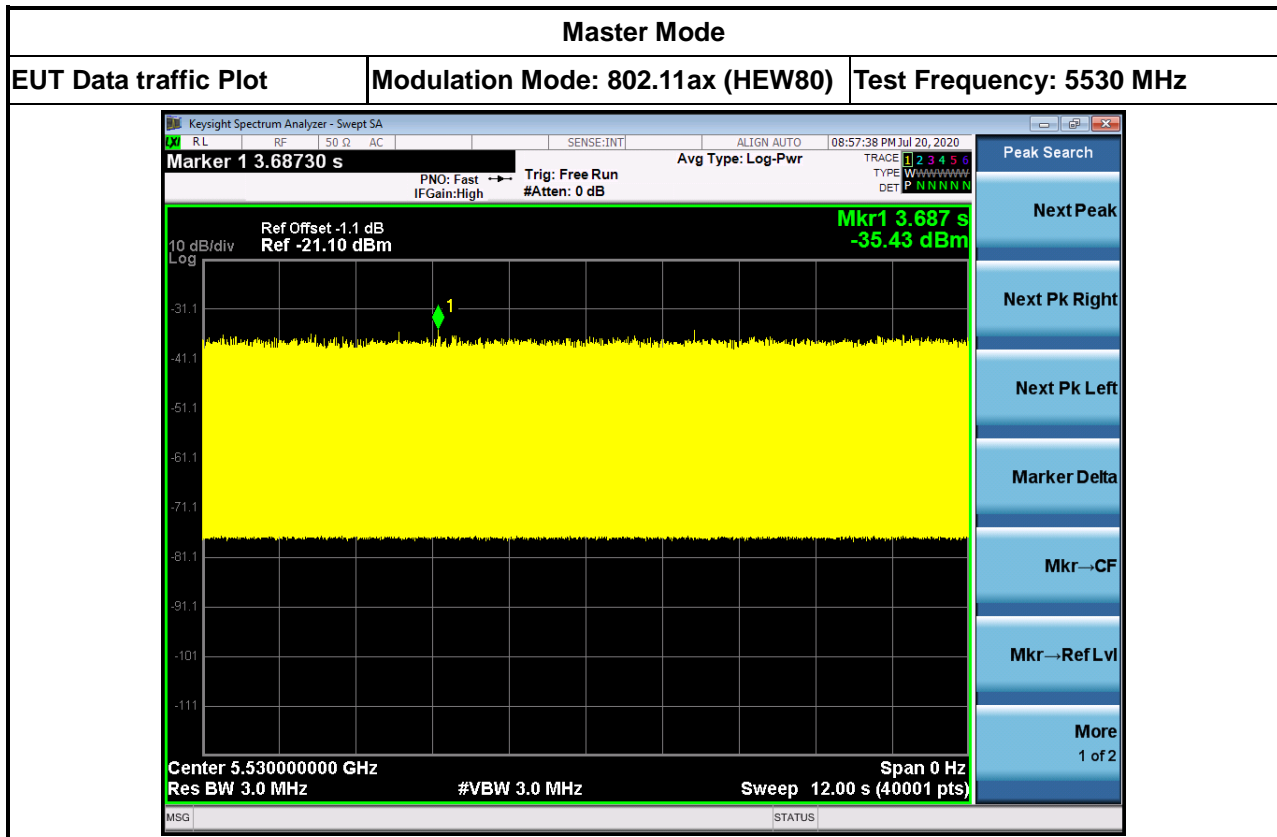 Master Mode
EUT Data traffic Plot Modulation Mode: 802.11ax (HEW80) Test Frequency: 5530 MHz
Keysight Spectrum Analyzer - Swept SA
LXI RL RF 50 Ω AC SENSE:INT ALIGN AUTO 08:57:38 PM Jul 20, 2020
Marker 1 3.68730 s
PNO: Fast
IFGain:High
Trig: Free Run
#Atten: 0 dB
Avg Type: Log-Pwr
TRACE 1 2 3 4 5 6
TYPE WWWWWW
DET P N N N N N
Peak Search
Ref Offset -1.1 dB
10 dB/div Ref -21.10 dBm
Log
Mkr1 3.687 s
-35.43 dBm
1
-31.1
-41.1
-51.1
-61.1
-71.1
-81.1
-91.1
-101
-111
Center 5.530000000 GHz Span 0 Hz
Res BW 3.0 MHz #VBW 3.0 MHz Sweep 12.00 s (40001 pts)
MSG STATUS
Next Peak
Next Pk Right
Next Pk Left
Marker Delta
Mkr→CF
Mkr→Ref Lvl
More
1 of 2